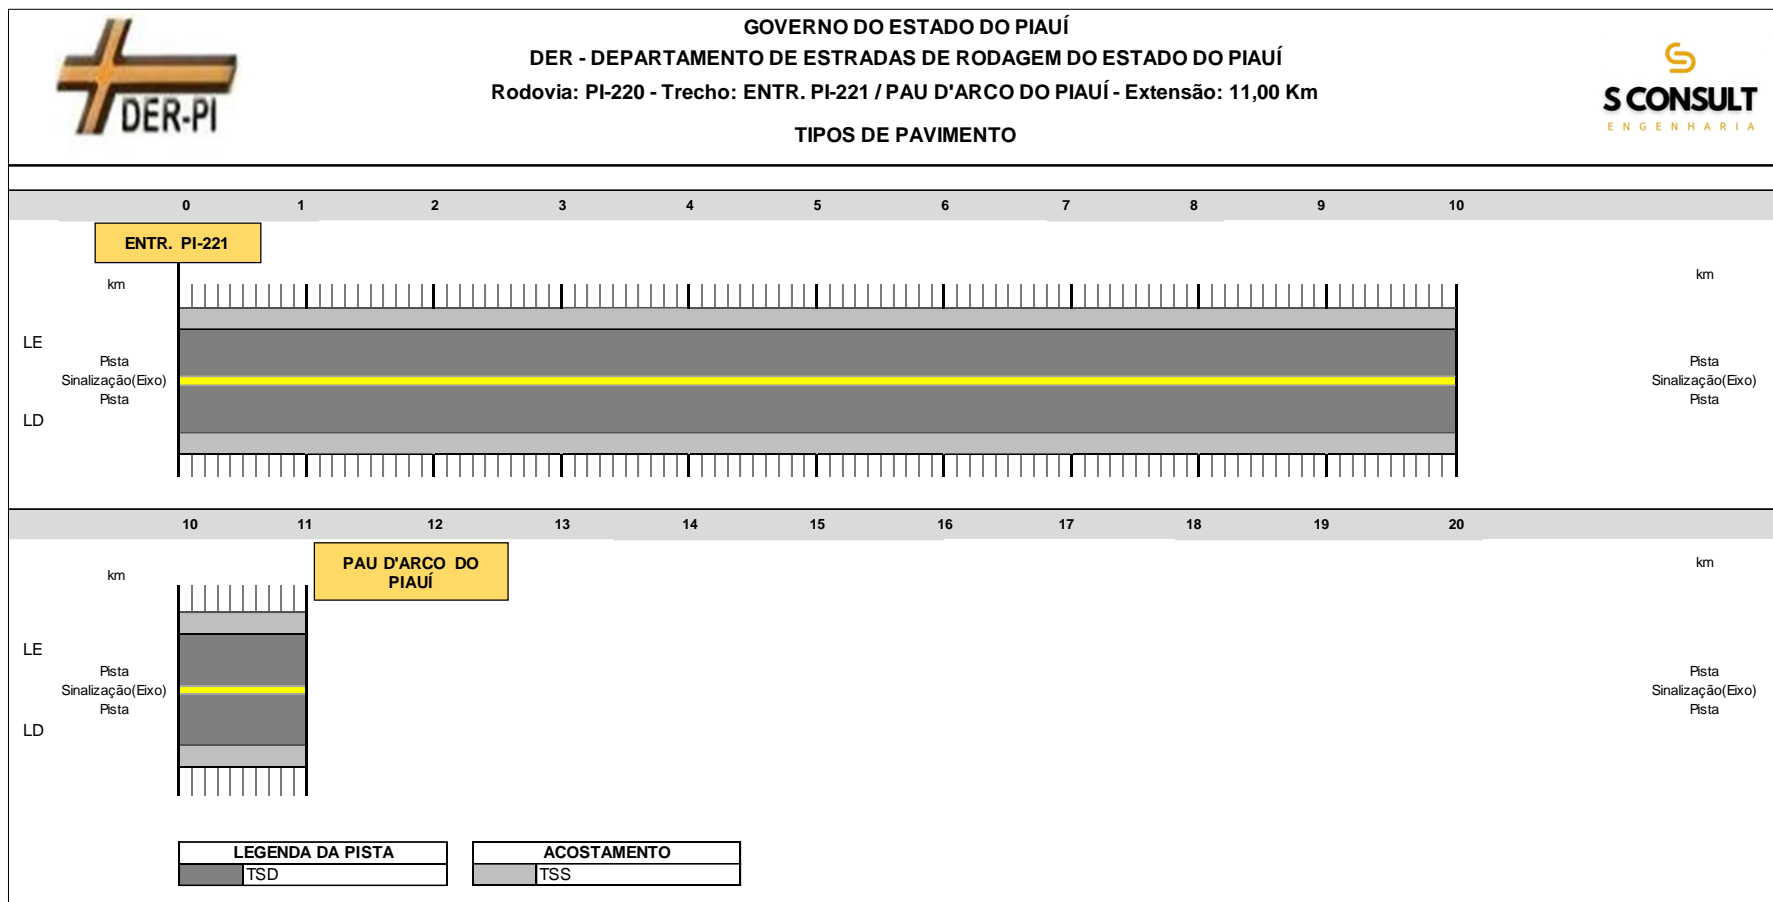 GOVERNO DO ESTADO DO PIAUÍ
DER - DEPARTAMENTO DE ESTRADAS DE RODAGEM DO ESTADO DO PIAUÍ
Rodovia: PI-220 - Trecho: ENTR. PI-221 / PAU D'ARCO DO PIAUÍ - Extensão: 11,00 Km
TIPOS DE PAVIMENTO
DER-PI
S CONSULT
ENGENHARIA
0 1 2 3 4 5 6 7 8 9 10
ENTR. PI-221
km
km
LE
Pista
Sinalização(Eixo)
Pista
LD
Pista
Sinalização(Eixo)
Pista
10 11 12 13 14 15 16 17 18 19 20
PAU D'ARCO DO
PIAUÍ
km
km
LE
Pista
Sinalização(Eixo)
Pista
LD
Pista
Sinalização(Eixo)
Pista
LEGENDA DA PISTA
TSD
ACOSTAMENTO
TSS